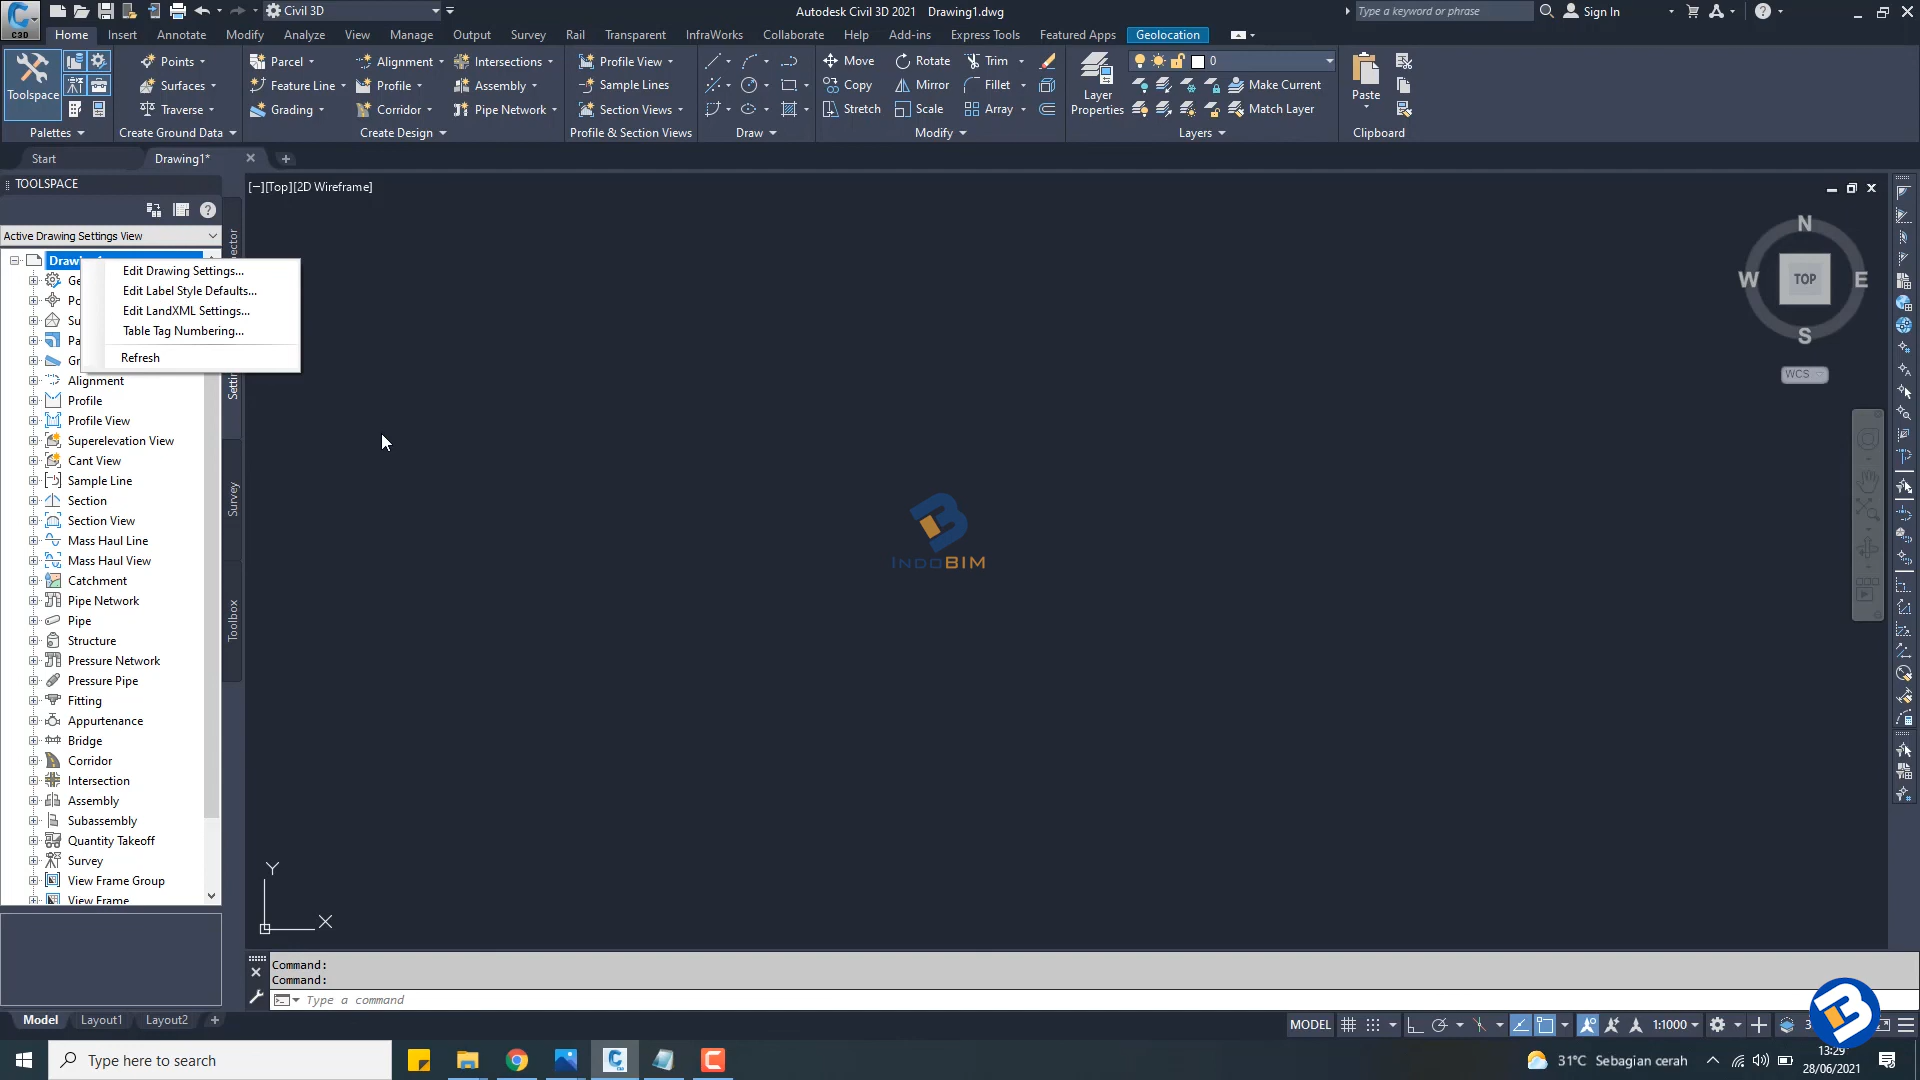 Civil 3D
Autodesk Civil 3D 2021 Drawing1.dwg
Type a keyword or phrase
Sign In
C3D
Home Insert Annotate Modify Analyze View Manage Output Survey Rail Transparent InfraWorks Collaborate Help Add-ins Express Tools Featured Apps Geolocation
Toolspace
Palettes
Points
Surfaces
Traverse
Create Ground Data
Parcel
Feature Line
Grading
Alignment
Profile
Corridor
Intersections
Assembly
Pipe Network
Create Design
Profile View
Sample Lines
Section Views
Profile & Section Views
Draw
Move
Copy
Stretch
Rotate
Mirror
Scale
Trim
Fillet
Array
Modify
Layer
Properties
0
Make Current
Match Layer
Layers
Paste
Clipboard
Start
Drawing1*
TOOLSPACE
Active Drawing Settings View
Edit Drawing Settings...
Edit Label Style Defaults...
Edit LandXML Settings...
Table Tag Numbering...
Refresh
Alignment
Profile
Profile View
Superelevation View
Cant View
Sample Line
Section
Section View
Mass Haul Line
Mass Haul View
Catchment
Pipe Network
Pipe
Structure
Pressure Network
Pressure Pipe
Fitting
Appurtenance
Bridge
Corridor
Intersection
Assembly
Subassembly
Quantity Takeoff
Survey
View Frame Group
View Frame
Survey
Toolbox
[−][Top][2D Wireframe]
N
W
TOP
E
S
WCS
INDOBIM
Y
X
Command:
Command:
Type a command
Model Layout1 Layout2
MODEL
1:1000
Type here to search
31°C Sebagian cerah
13:29
28/06/2021